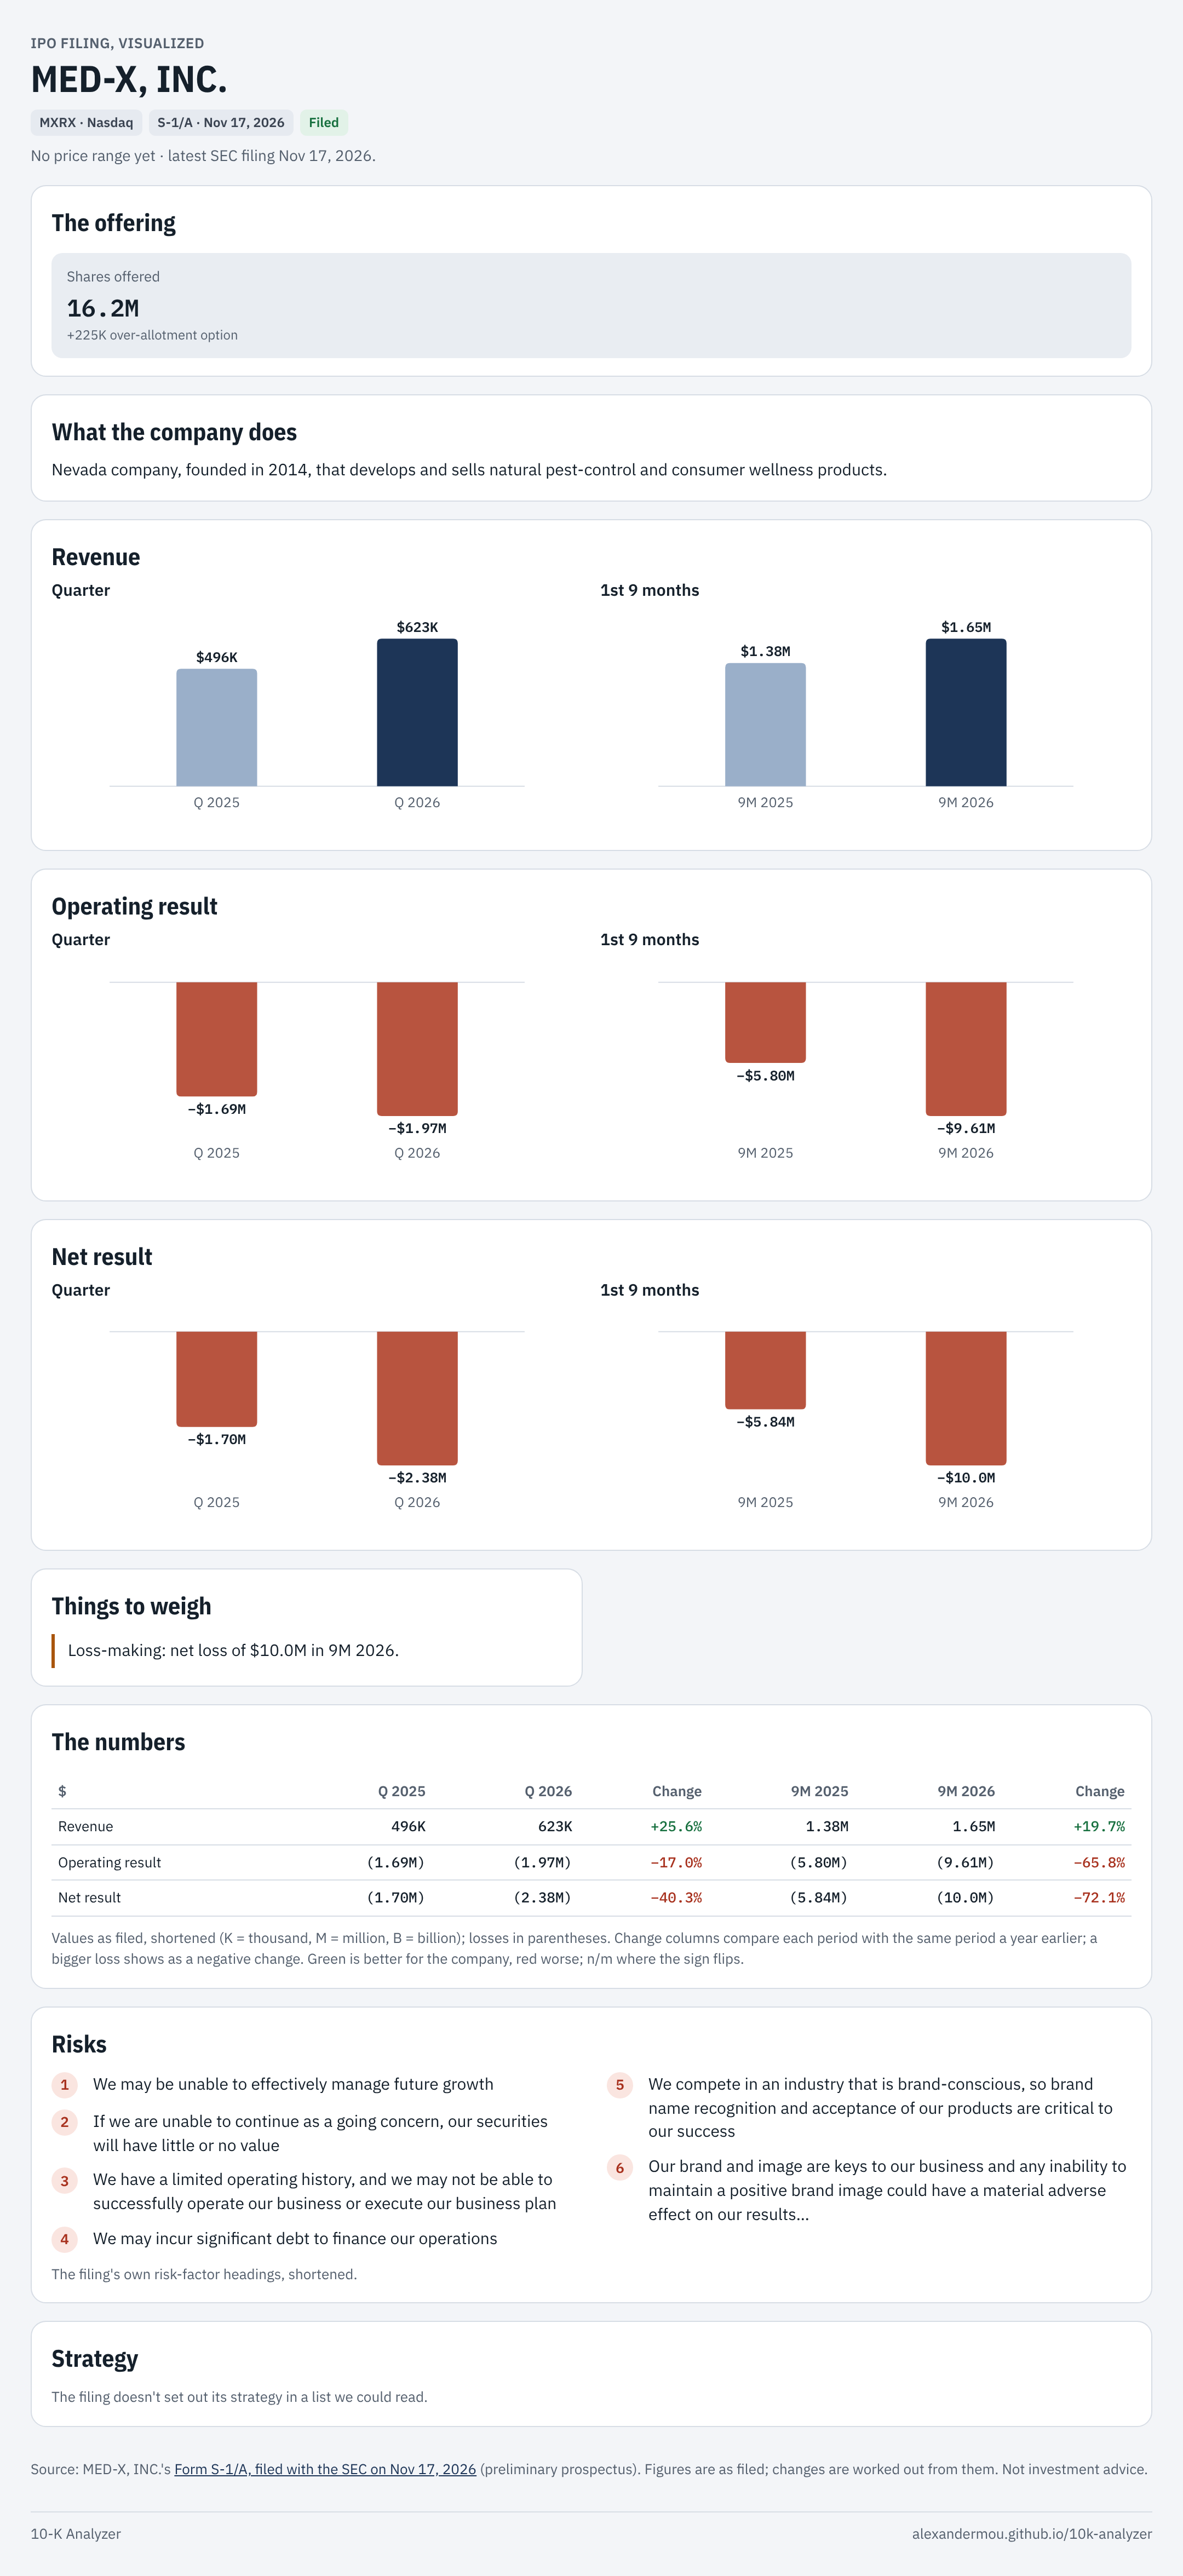 IPO FILING, VISUALIZED
MED-X, INC.
MXRX · Nasdaq
S-1/A · Nov 17, 2026
Filed
No price range yet · latest SEC filing Nov 17, 2026.
The offering
Shares offered
16.2M
+225K over-allotment option
What the company does
Nevada company, founded in 2014, that develops and sells natural pest-control and consumer wellness products.
Revenue
Quarter
$496K
$623K
Q 2025
Q 2026
1st 9 months
$1.38M
$1.65M
9M 2025
9M 2026
Operating result
Quarter
−$1.69M
−$1.97M
Q 2025
Q 2026
1st 9 months
−$5.80M
−$9.61M
9M 2025
9M 2026
Net result
Quarter
−$1.70M
−$2.38M
Q 2025
Q 2026
1st 9 months
−$5.84M
−$10.0M
9M 2025
9M 2026
Things to weigh
Loss-making: net loss of $10.0M in 9M 2026.
The numbers
$ Q 2025 Q 2026 Change 9M 2025 9M 2026 Change
Revenue 496K 623K +25.6% 1.38M 1.65M +19.7%
Operating result (1.69M) (1.97M) −17.0% (5.80M) (9.61M) −65.8%
Net result (1.70M) (2.38M) −40.3% (5.84M) (10.0M) −72.1%
Values as filed, shortened (K = thousand, M = million, B = billion); losses in parentheses. Change columns compare each period with the same period a year earlier; a
bigger loss shows as a negative change. Green is better for the company, red worse; n/m where the sign flips.
Risks
1 We may be unable to effectively manage future growth
2 If we are unable to continue as a going concern, our securities
will have little or no value
3 We have a limited operating history, and we may not be able to
successfully operate our business or execute our business plan
4 We may incur significant debt to finance our operations
5 We compete in an industry that is brand-conscious, so brand
name recognition and acceptance of our products are critical to
our success
6 Our brand and image are keys to our business and any inability to
maintain a positive brand image could have a material adverse
effect on our results…
The filing's own risk-factor headings, shortened.
Strategy
The filing doesn't set out its strategy in a list we could read.
Source: MED-X, INC.'s Form S-1/A, filed with the SEC on Nov 17, 2026 (preliminary prospectus). Figures are as filed; changes are worked out from them. Not investment advice.
10-K Analyzer
alexandermou.github.io/10k-analyzer